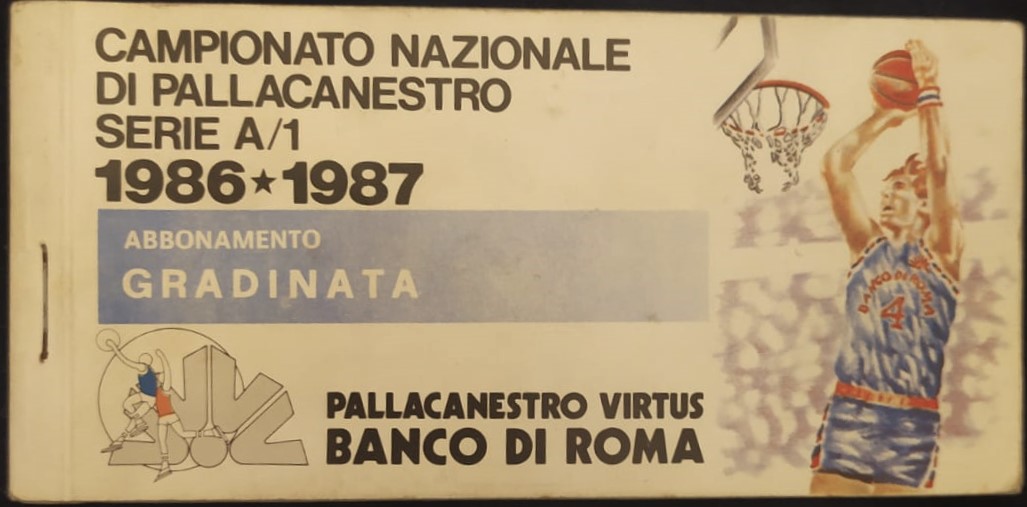 CAMPIONATO NAZIONALE
DI PALLACANESTRO
SERIE A/1
1986★1987
ABBONAMENTO
GRADINATA
PALLACANESTRO VIRTUS
BANCO DI ROMA
BANCO DI ROMA
4